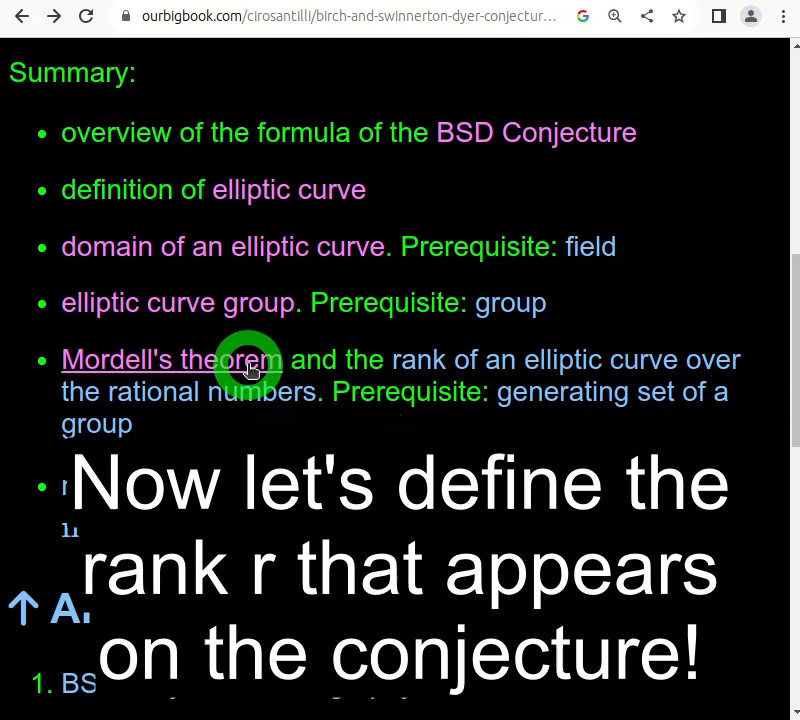 ourbigbook.com/cirosantilli/birch-and-swinnerton-dyer-conjectur...
Summary:
overview of the formula of the BSD Conjecture
definition of elliptic curve
domain of an elliptic curve. Prerequisite: field
elliptic curve group. Prerequisite: group
Mordell's theorem and the rank of an elliptic curve over
the rational numbers. Prerequisite: generating set of a
group
Now let's define the
rank r that appears
on the conjecture!
1. BS